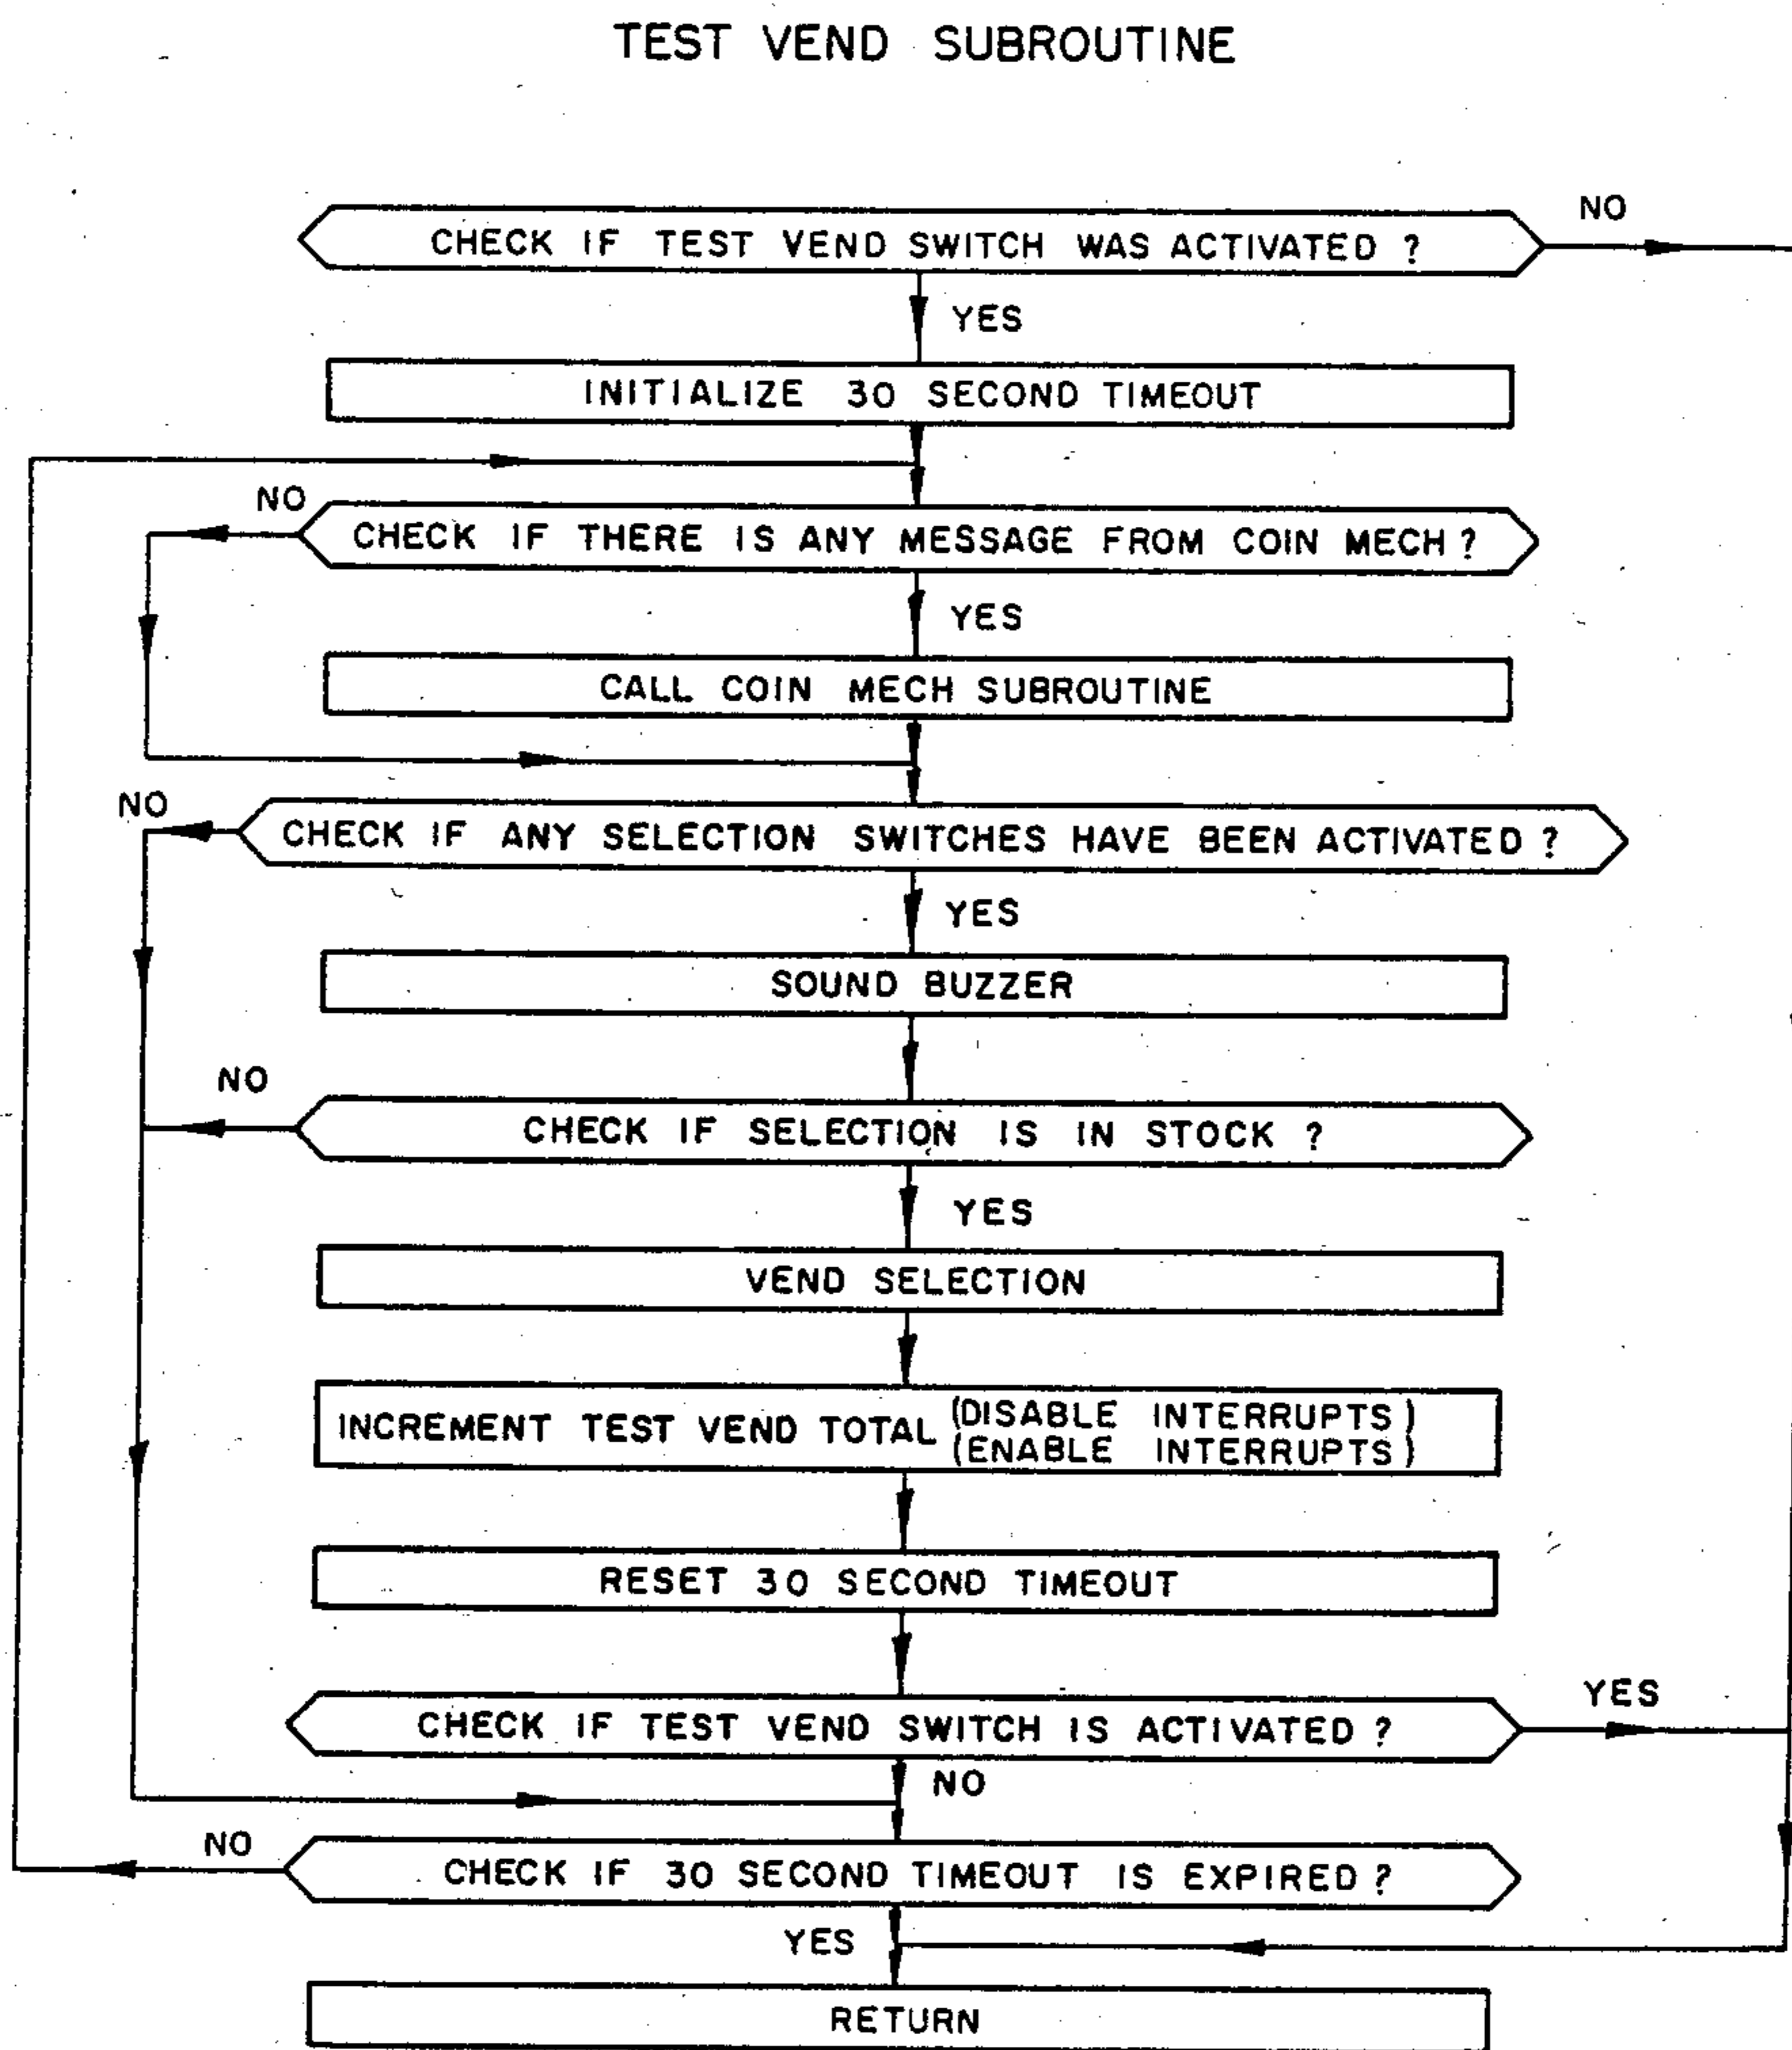 TEST VEND SUBROUTINE
NO
CHECK IF TEST VEND SWITCH WAS ACTIVATED ?
YES
INITIALIZE 30 SECOND TIMEOUT
NO
CHECK IF THERE IS ANY MESSAGE FROM COIN MECH ?
YES
CALL COIN MECH SUBROUTINE
NO
CHECK IF ANY SELECTION SWITCHES HAVE BEEN ACTIVATED ?
YES
SOUND BUZZER
NO
CHECK IF SELECTION IS IN STOCK ?
YES
VEND SELECTION
INCREMENT TEST VEND TOTAL (DISABLE INTERRUPTS)
(ENABLE INTERRUPTS)
RESET 30 SECOND TIMEOUT
YES
CHECK IF TEST VEND SWITCH IS ACTIVATED ?
NO
NO
CHECK IF 30 SECOND TIMEOUT IS EXPIRED ?
YES
RETURN